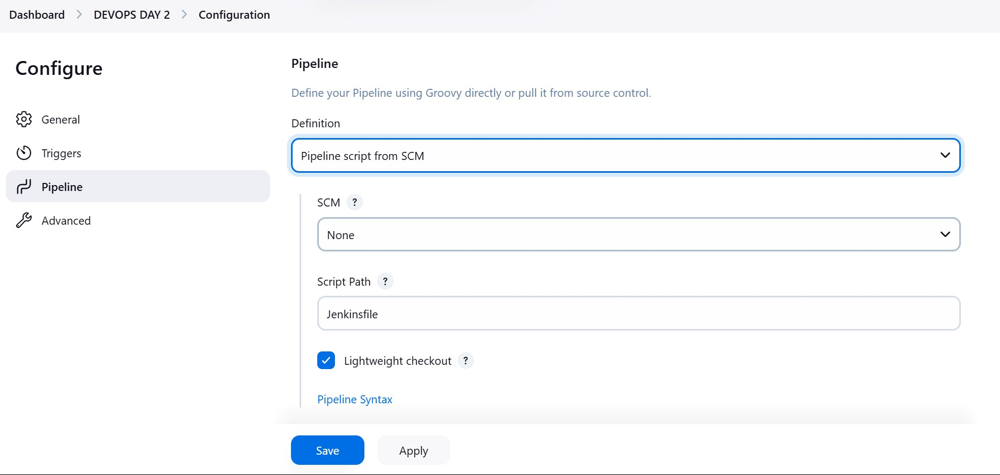 Dashboard > DEVOPS DAY 2 > Configuration
Configure
General
Triggers
Pipeline
Advanced
Pipeline
Define your Pipeline using Groovy directly or pull it from source control.
Definition
Pipeline script from SCM
SCM ?
None
Script Path ?
Jenkinsfile
Lightweight checkout ?
Pipeline Syntax
Save Apply